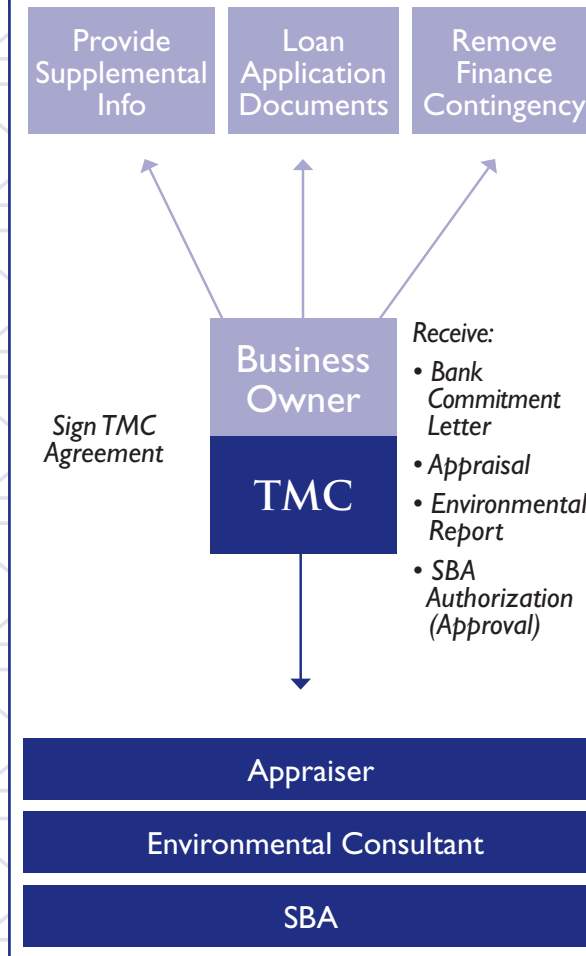 Provide
Supplemental
Info
Loan
Application
Documents
Remove
Finance
Contingency
Business
Owner
TMC
Sign TMC
Agreement
Receive:
• Bank
Commitment
Letter
• Appraisal
• Environmental
Report
• SBA
Authorization
(Approval)
Appraiser
Environmental Consultant
SBA